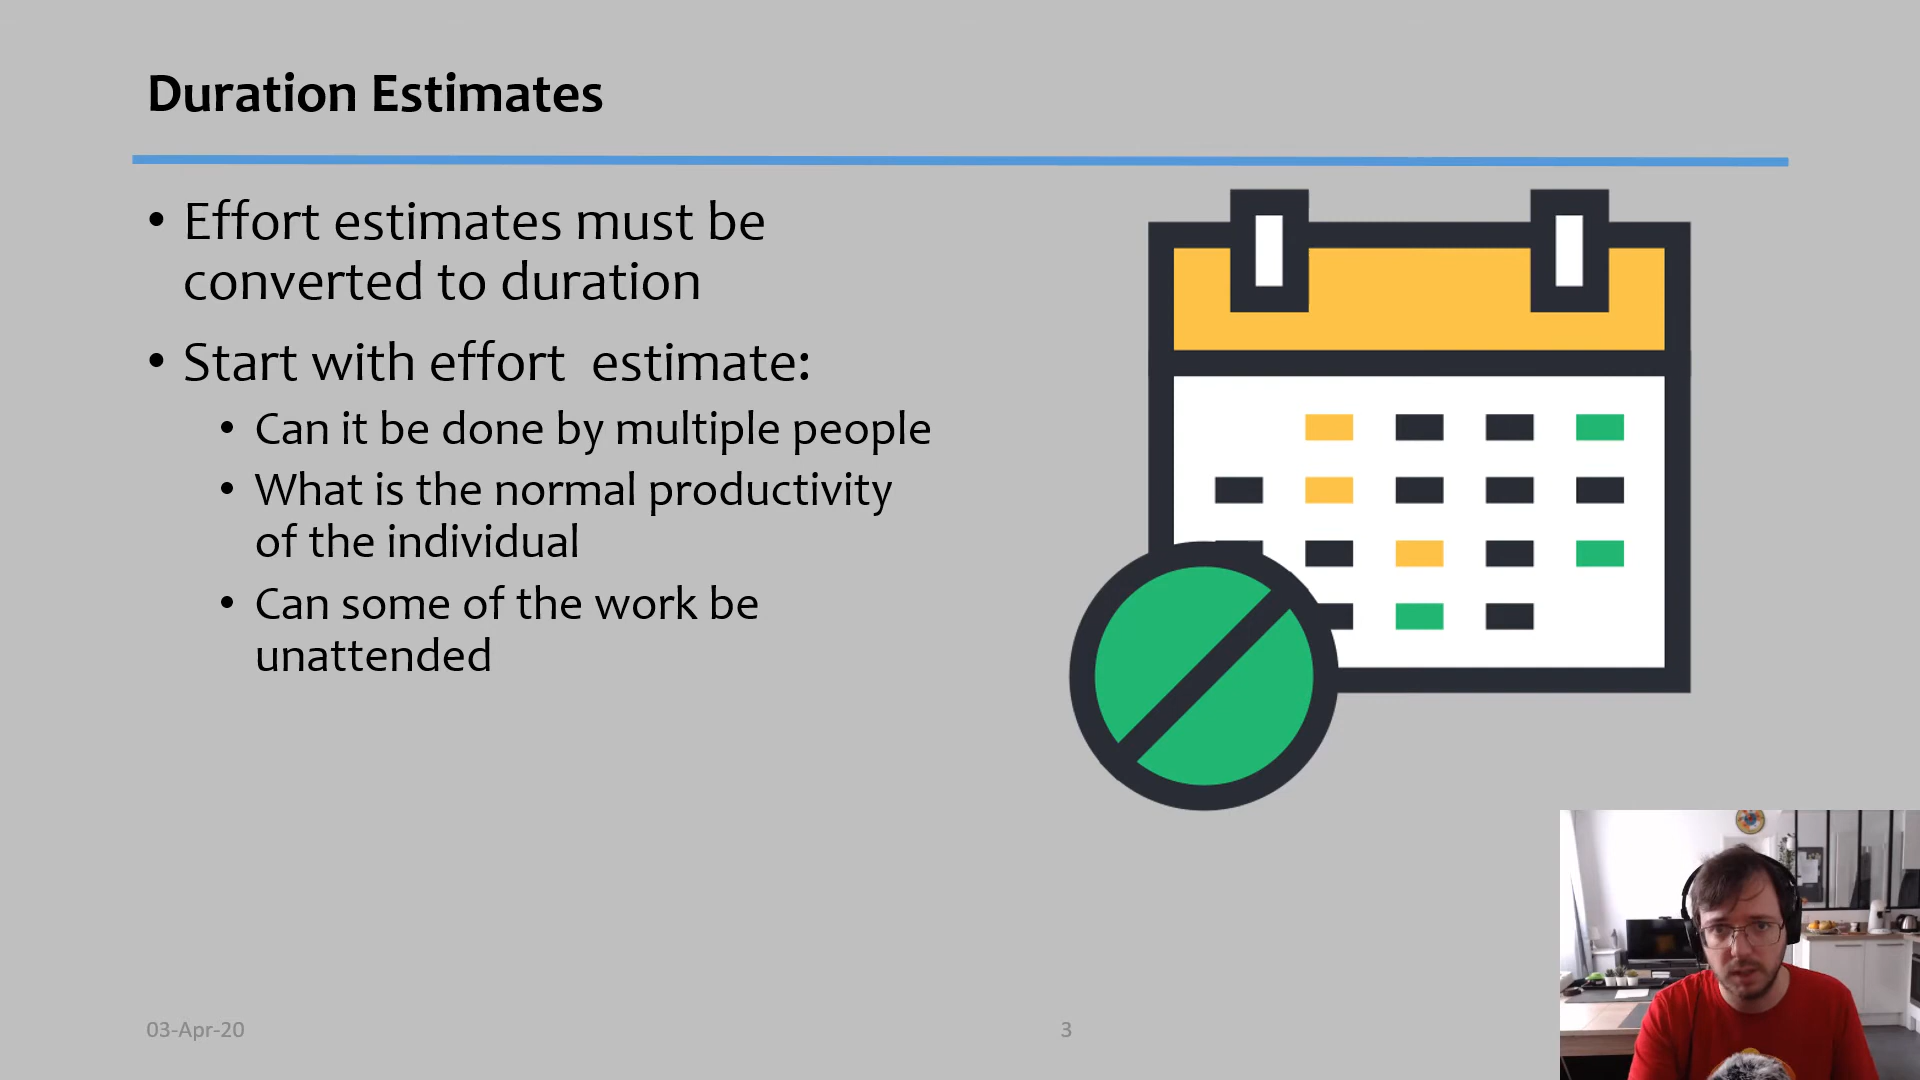 Duration Estimates
• Effort estimates must be
converted to duration
• Start with effort  estimate:
• Can it be done by multiple people
• What is the normal productivity
of the individual
• Can some of the work be
unattended
03-Apr-20
3